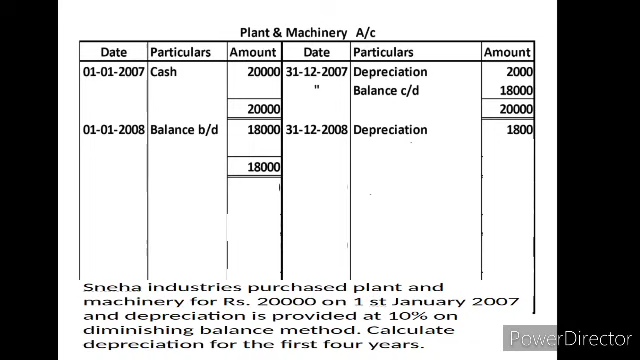 Plant & Machinery A/c
Date Particulars Amount Date Particulars Amount
01-01-2007 Cash 20000 31-12-2007 Depreciation 2000
" Balance c/d 18000
20000 20000
01-01-2008 Balance b/d 18000 31-12-2008 Depreciation 1800
18000
Sneha industries purchased plant and
machinery for Rs. 20000 on 1 st January 2007
and depreciation is provided at 10% on
diminishing balance method. Calculate
depreciation for the first four years.
PowerDirector